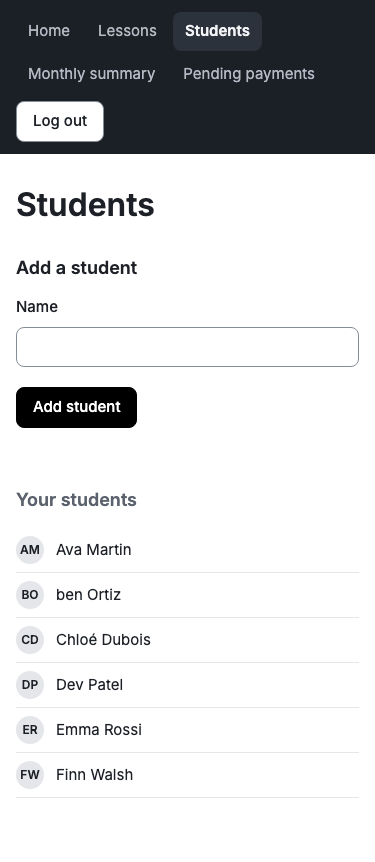 Home Lessons Students
Monthly summary Pending payments
Log out
Students
Add a student
Name
Add student
Your students
AM Ava Martin
BO ben Ortiz
CD Chloé Dubois
DP Dev Patel
ER Emma Rossi
FW Finn Walsh